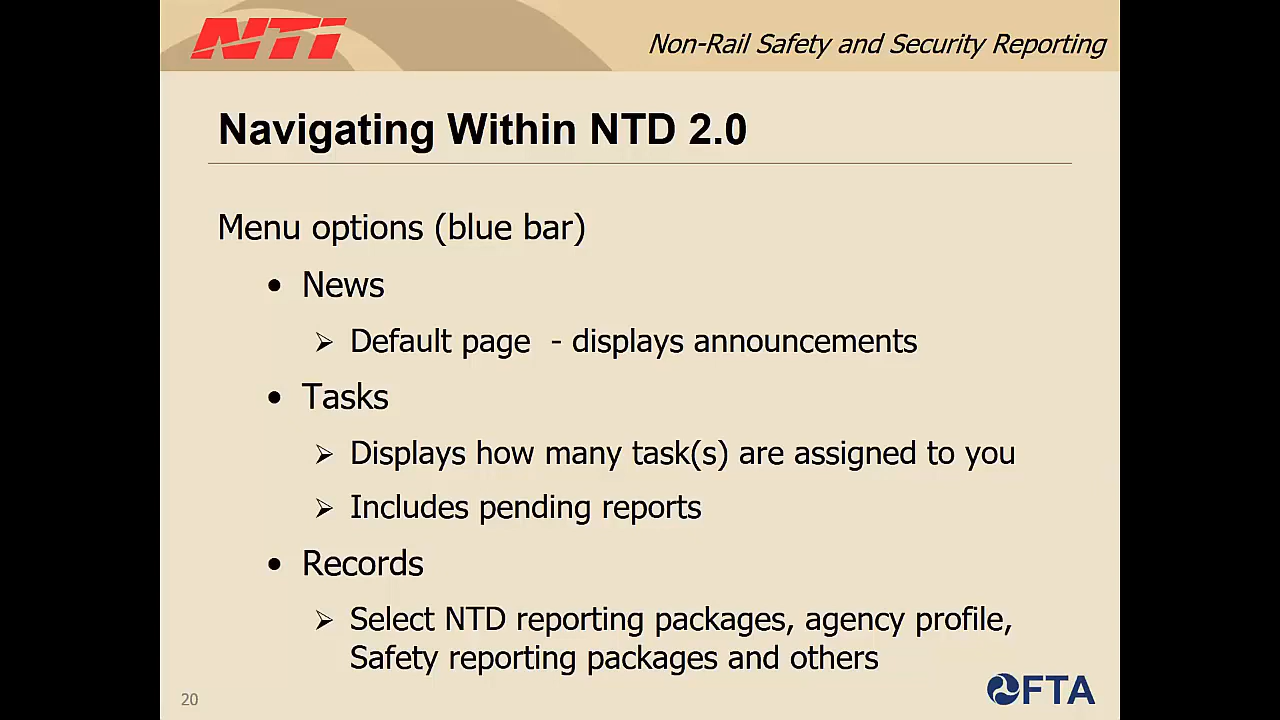 NTI
Non-Rail Safety and Security Reporting
Navigating Within NTD 2.0
Menu options (blue bar)
• News
➢ Default page - displays announcements
• Tasks
➢ Displays how many task(s) are assigned to you
➢ Includes pending reports
• Records
➢ Select NTD reporting packages, agency profile,
Safety reporting packages and others
20
FTA